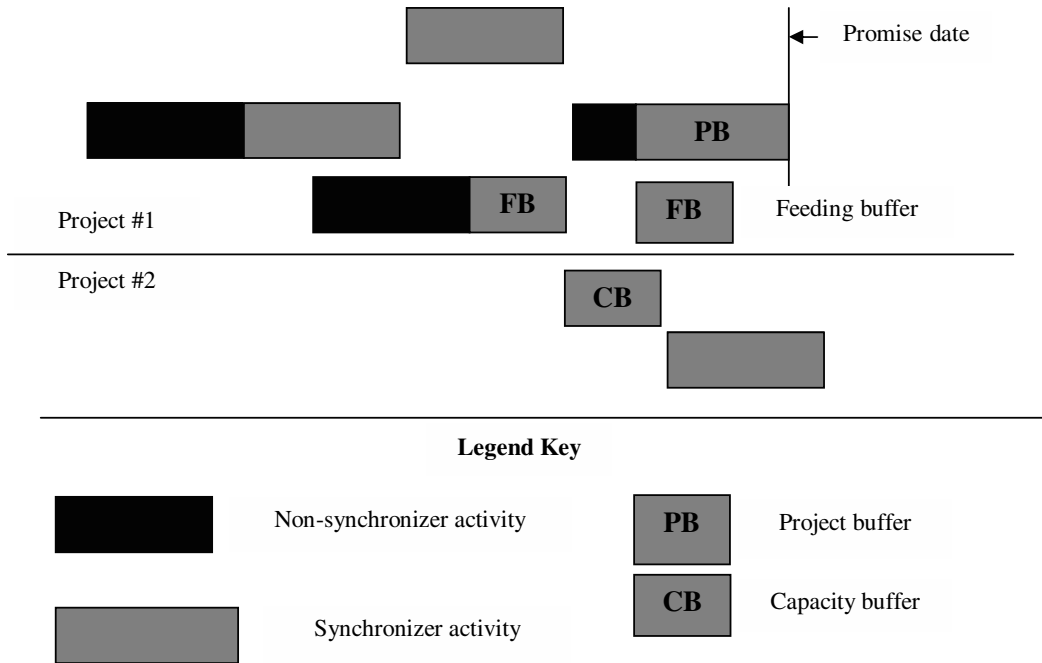 Promise date
PB
FB
FB
Feeding buffer
Project #1
Project #2
CB
Legend Key
Non-synchronizer activity
PB
Project buffer
CB
Capacity buffer
Synchronizer activity